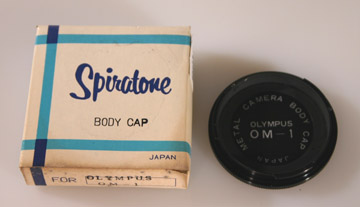 Spiratone
BODY CAP
JAPAN
FOR OLYMPUS
OM-1
METAL CAMERA BODY CAP
OLYMPUS
OM-1
JAPAN